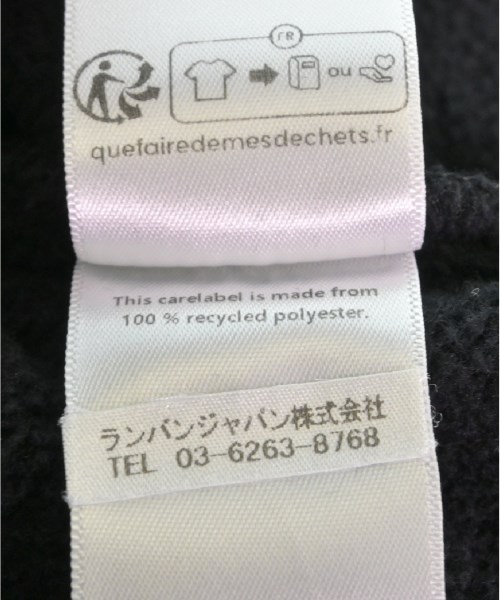 FR
ou
quefairedemesdechets.fr
This carelabel is made from
100 % recycled polyester.
ランバンジャパン株式会社
TEL 03-6263-8768